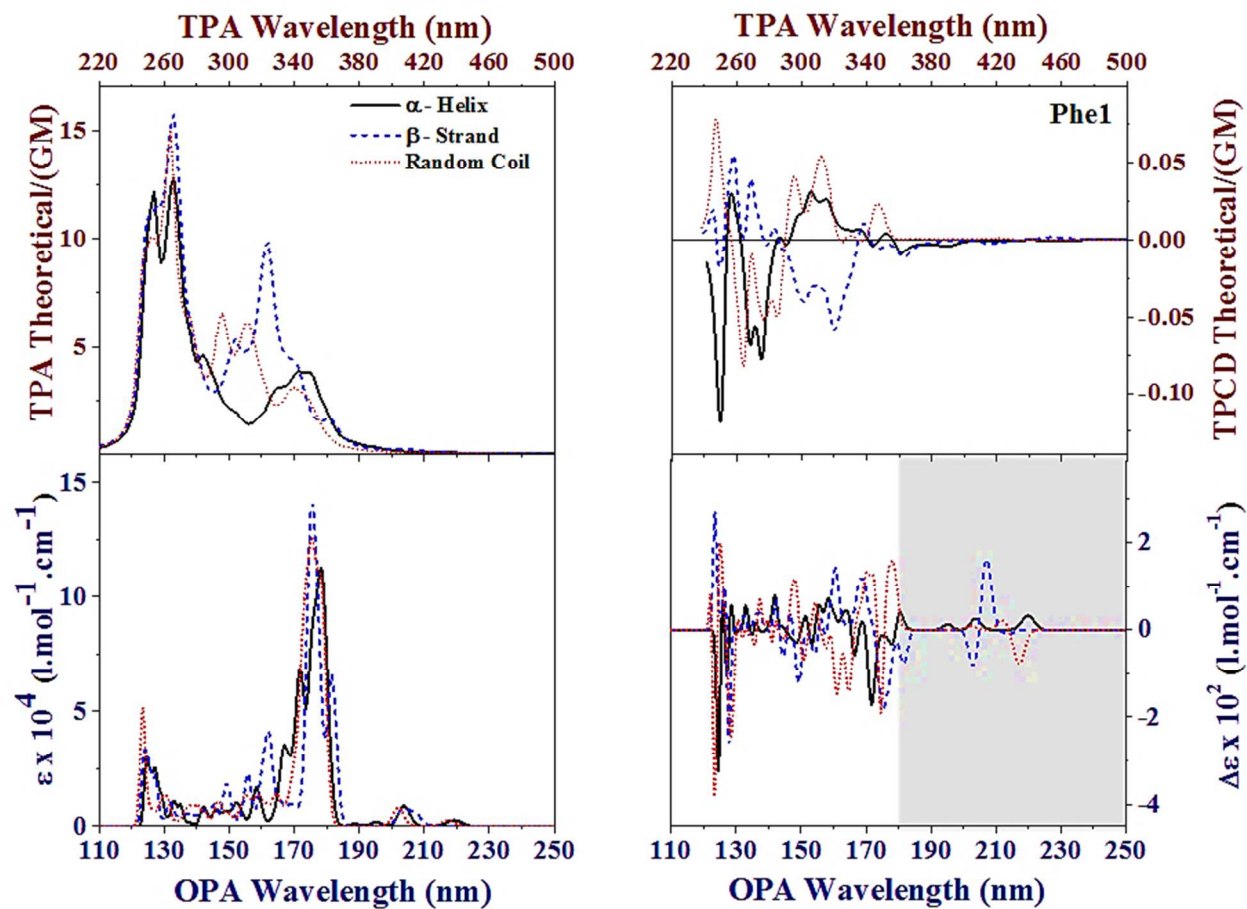 TPA Wavelength (nm)
220 260 300 340 380 420 460 500
TPA Theoretical/(GM)
15
10
5
α- Helix
β- Strand
Random Coil
TPA Wavelength (nm)
220 260 300 340 380 420 460 500
Phe1
0.05
0.00
-0.05
-0.10
TPCD Theoretical/(GM)
ε x 10⁴ (l.mol⁻¹.cm⁻¹)
15
10
5
0
110 130 150 170 190 210 230 250
OPA Wavelength (nm)
2
0
-2
-4
Δε x 10² (l.mol⁻¹.cm⁻¹)
110 130 150 170 190 210 230 250
OPA Wavelength (nm)